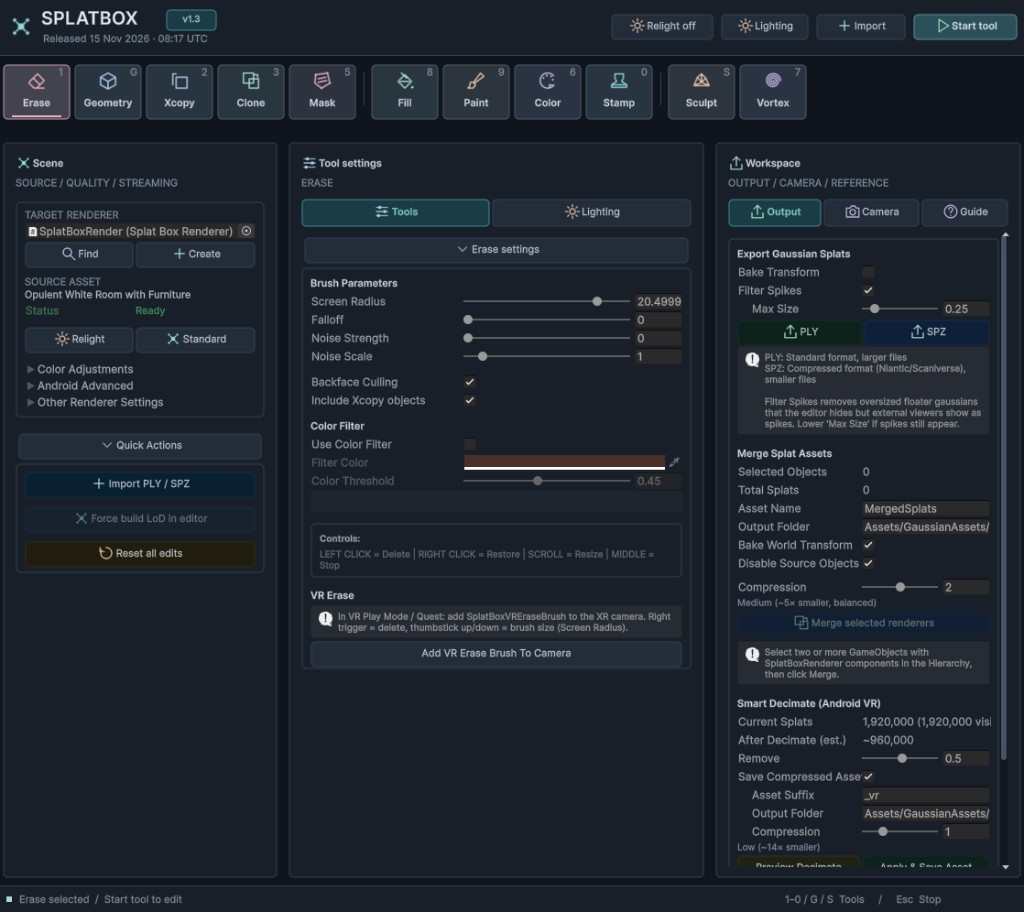 SPLATBOX
v1.3
Released 15 Nov 2026 · 08:17 UTC
Relight off
Lighting
Import
Start tool
1
Erase
G
Geometry
2
Xcopy
3
Clone
5
Mask
8
Fill
9
Paint
6
Color
0
Stamp
S
Sculpt
7
Vortex
Scene
SOURCE / QUALITY / STREAMING
TARGET RENDERER
SplatBoxRender (Splat Box Renderer)
Find
Create
SOURCE ASSET
Opulent White Room with Furniture
Status Ready
Relight
Standard
Color Adjustments
Android Advanced
Other Renderer Settings
Quick Actions
Import PLY / SPZ
Force build LoD in editor
Reset all edits
Tool settings
ERASE
Tools
Lighting
Erase settings
Brush Parameters
Screen Radius 20.4999
Falloff 0
Noise Strength 0
Noise Scale 1
Backface Culling
Include Xcopy objects
Color Filter
Use Color Filter
Filter Color
Color Threshold 0.45
Controls:
LEFT CLICK = Delete | RIGHT CLICK = Restore | SCROLL = Resize | MIDDLE =
Stop
VR Erase
In VR Play Mode / Quest: add SplatBoxVREraseBrush to the XR camera. Right
trigger = delete, thumbstick up/down = brush size (Screen Radius).
Add VR Erase Brush To Camera
Workspace
OUTPUT / CAMERA / REFERENCE
Output
Camera
Guide
Export Gaussian Splats
Bake Transform
Filter Spikes
Max Size 0.25
PLY
SPZ
PLY: Standard format, larger files
SPZ: Compressed format (Niantic/Scaniverse),
smaller files
Filter Spikes removes oversized floater gaussians
that the editor hides but external viewers show as
spikes. Lower 'Max Size' if spikes still appear.
Merge Splat Assets
Selected Objects 0
Total Splats 0
Asset Name MergedSplats
Output Folder Assets/GaussianAssets/
Bake World Transform
Disable Source Objects
Compression 2
Medium (~5× smaller, balanced)
Merge selected renderers
Select two or more GameObjects with
SplatBoxRenderer components in the Hierarchy,
then click Merge.
Smart Decimate (Android VR)
Current Splats 1,920,000 (1,920,000 visi
After Decimate (est.) ~960,000
Remove 0.5
Save Compressed Asse
Asset Suffix _vr
Output Folder Assets/GaussianAssets/
Compression 1
Low (~14× smaller)
Preview Decimate
Apply & Save Asset
Erase selected / Start tool to edit
1–0 / G / S Tools / Esc Stop